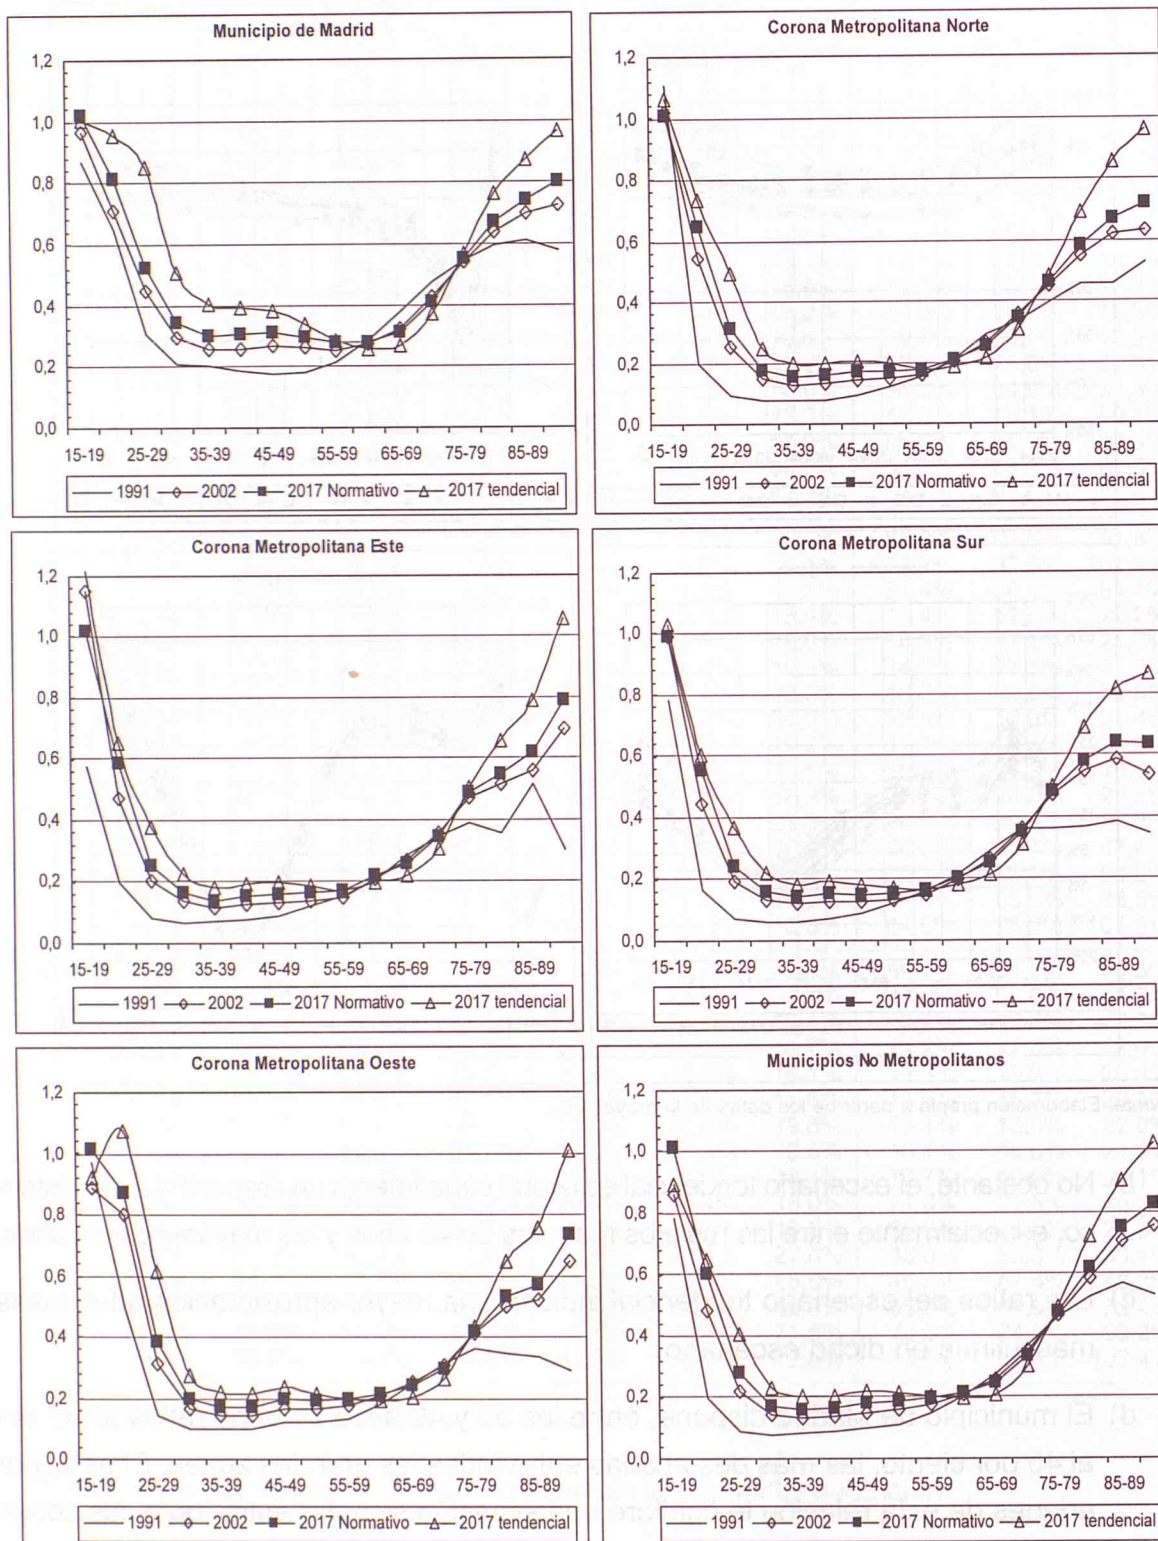 Municipio de Madrid
1,2
1,0
0,8
0,6
0,4
0,2
0,0
15-19 25-29 35-39 45-49 55-59 65-69 75-79 85-89
1991 2002 2017 Normativo 2017 tendencial
Corona Metropolitana Norte
1,2
1,0
0,8
0,6
0,4
0,2
0,0
15-19 25-29 35-39 45-49 55-59 65-69 75-79 85-89
1991 2002 2017 Normativo 2017 tendencial
Corona Metropolitana Este
1,2
1,0
0,8
0,6
0,4
0,2
0,0
15-19 25-29 35-39 45-49 55-59 65-69 75-79 85-89
1991 2002 2017 Normativo 2017 tendencial
Corona Metropolitana Sur
1,2
1,0
0,8
0,6
0,4
0,2
0,0
15-19 25-29 35-39 45-49 55-59 65-69 75-79 85-89
1991 2002 2017 Normativo 2017 tendencial
Corona Metropolitana Oeste
1,2
1,0
0,8
0,6
0,4
0,2
0,0
15-19 25-29 35-39 45-49 55-59 65-69 75-79 85-89
1991 2002 2017 Normativo 2017 tendencial
Municipios No Metropolitanos
1,2
1,0
0,8
0,6
0,4
0,2
0,0
15-19 25-29 35-39 45-49 55-59 65-69 75-79 85-89
1991 2002 2017 Normativo 2017 tendencial